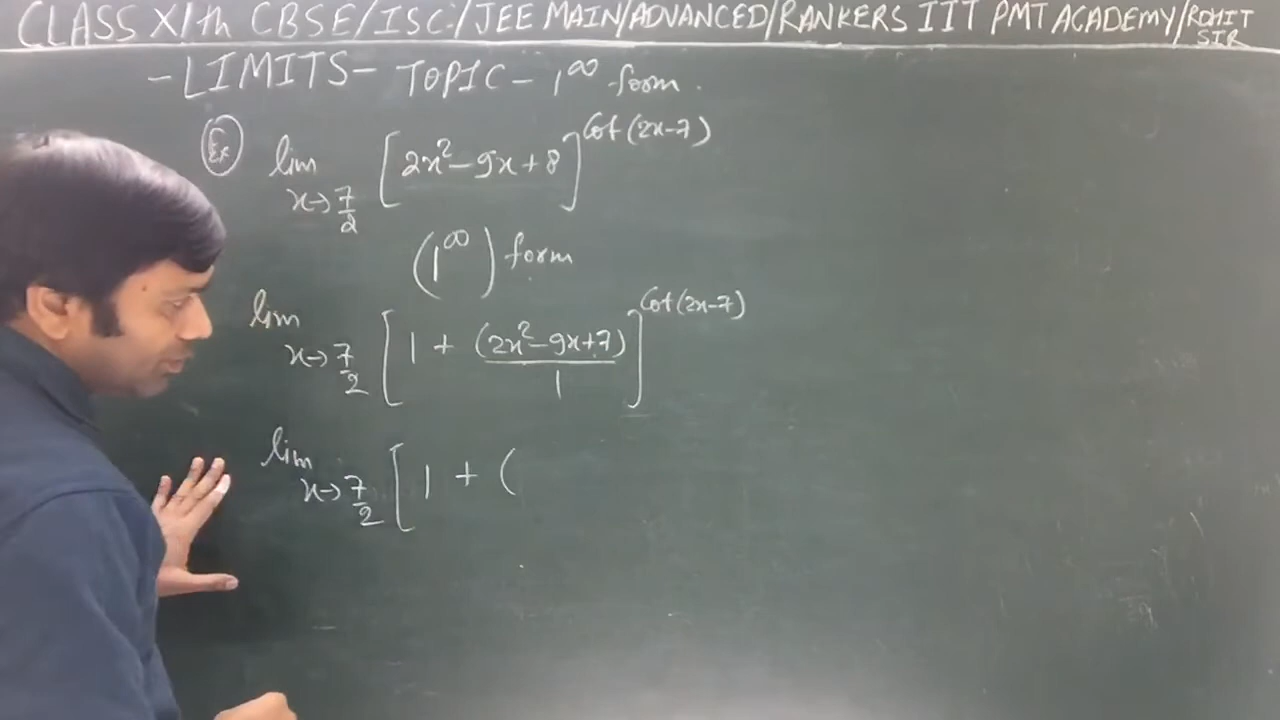 CLASS XIth CBSE/ISC/JEE MAIN/ADVANCED/RANKERS IIT PMT ACADEMY/ROHIT SIR
-LIMITS- TOPIC - 1^∞ form.
Ex lim x→7/2 [2x²-9x+8]^Cot(2x-7)
(1^∞) form
lim x→7/2 [1 + (2x²-9x+7)/1]^Cot(2x-7)
lim x→7/2 [1 + (